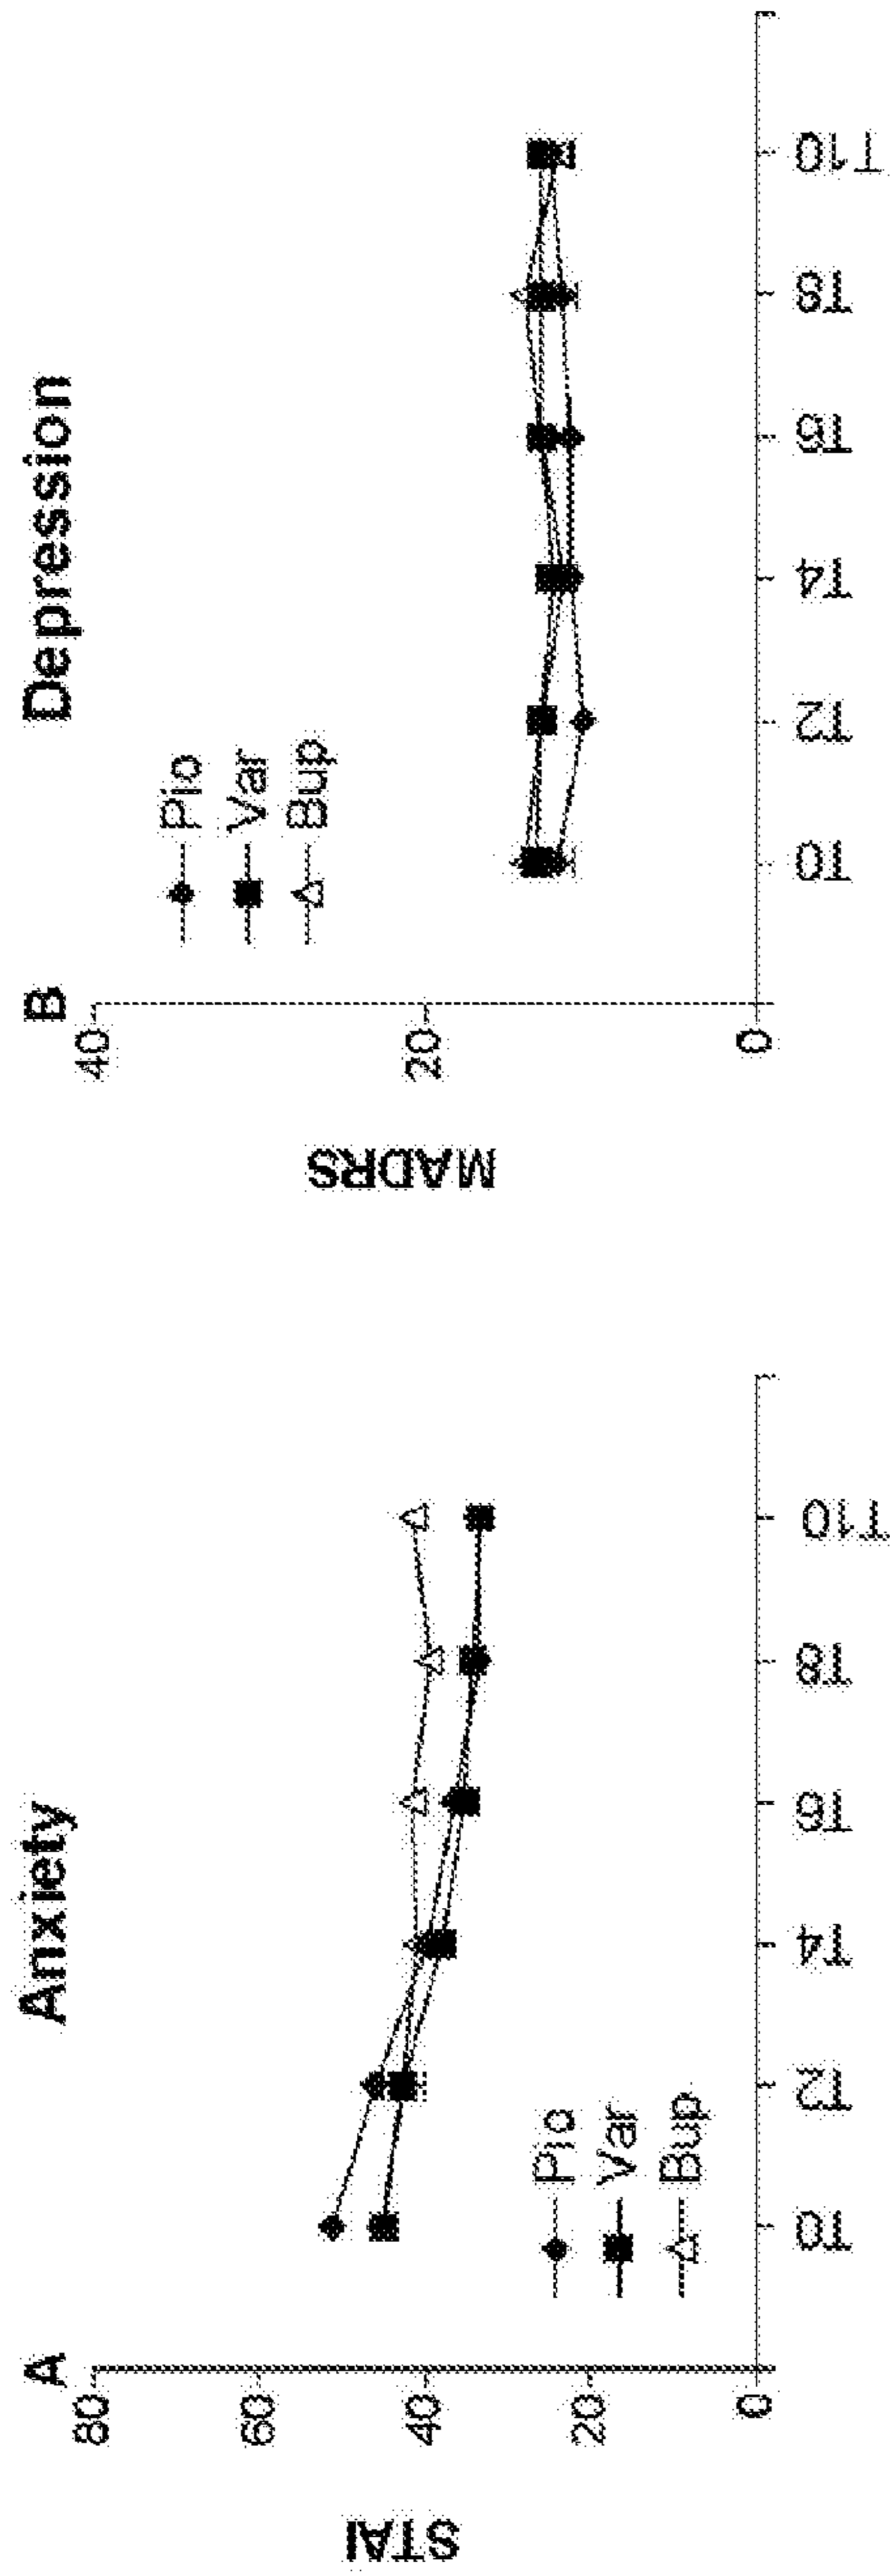 A
Anxiety
80
60
40
20
0
STAI
Pio
Var
Bup
T0
T2
T4
T6
T8
T10
B
Depression
40
20
0
MADRS
Pio
Var
Bup
T0
T2
T4
T6
T8
T10